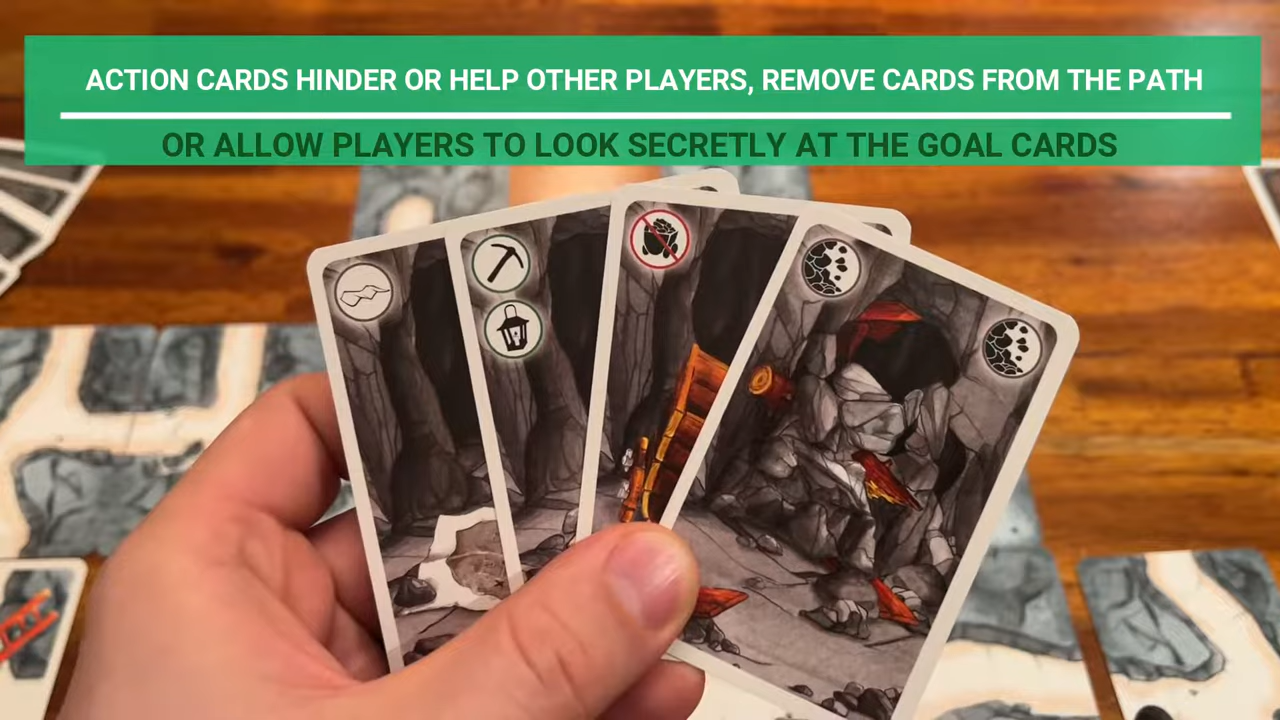 ACTION CARDS HINDER OR HELP OTHER PLAYERS, REMOVE CARDS FROM THE PATH
OR ALLOW PLAYERS TO LOOK SECRETLY AT THE GOAL CARDS